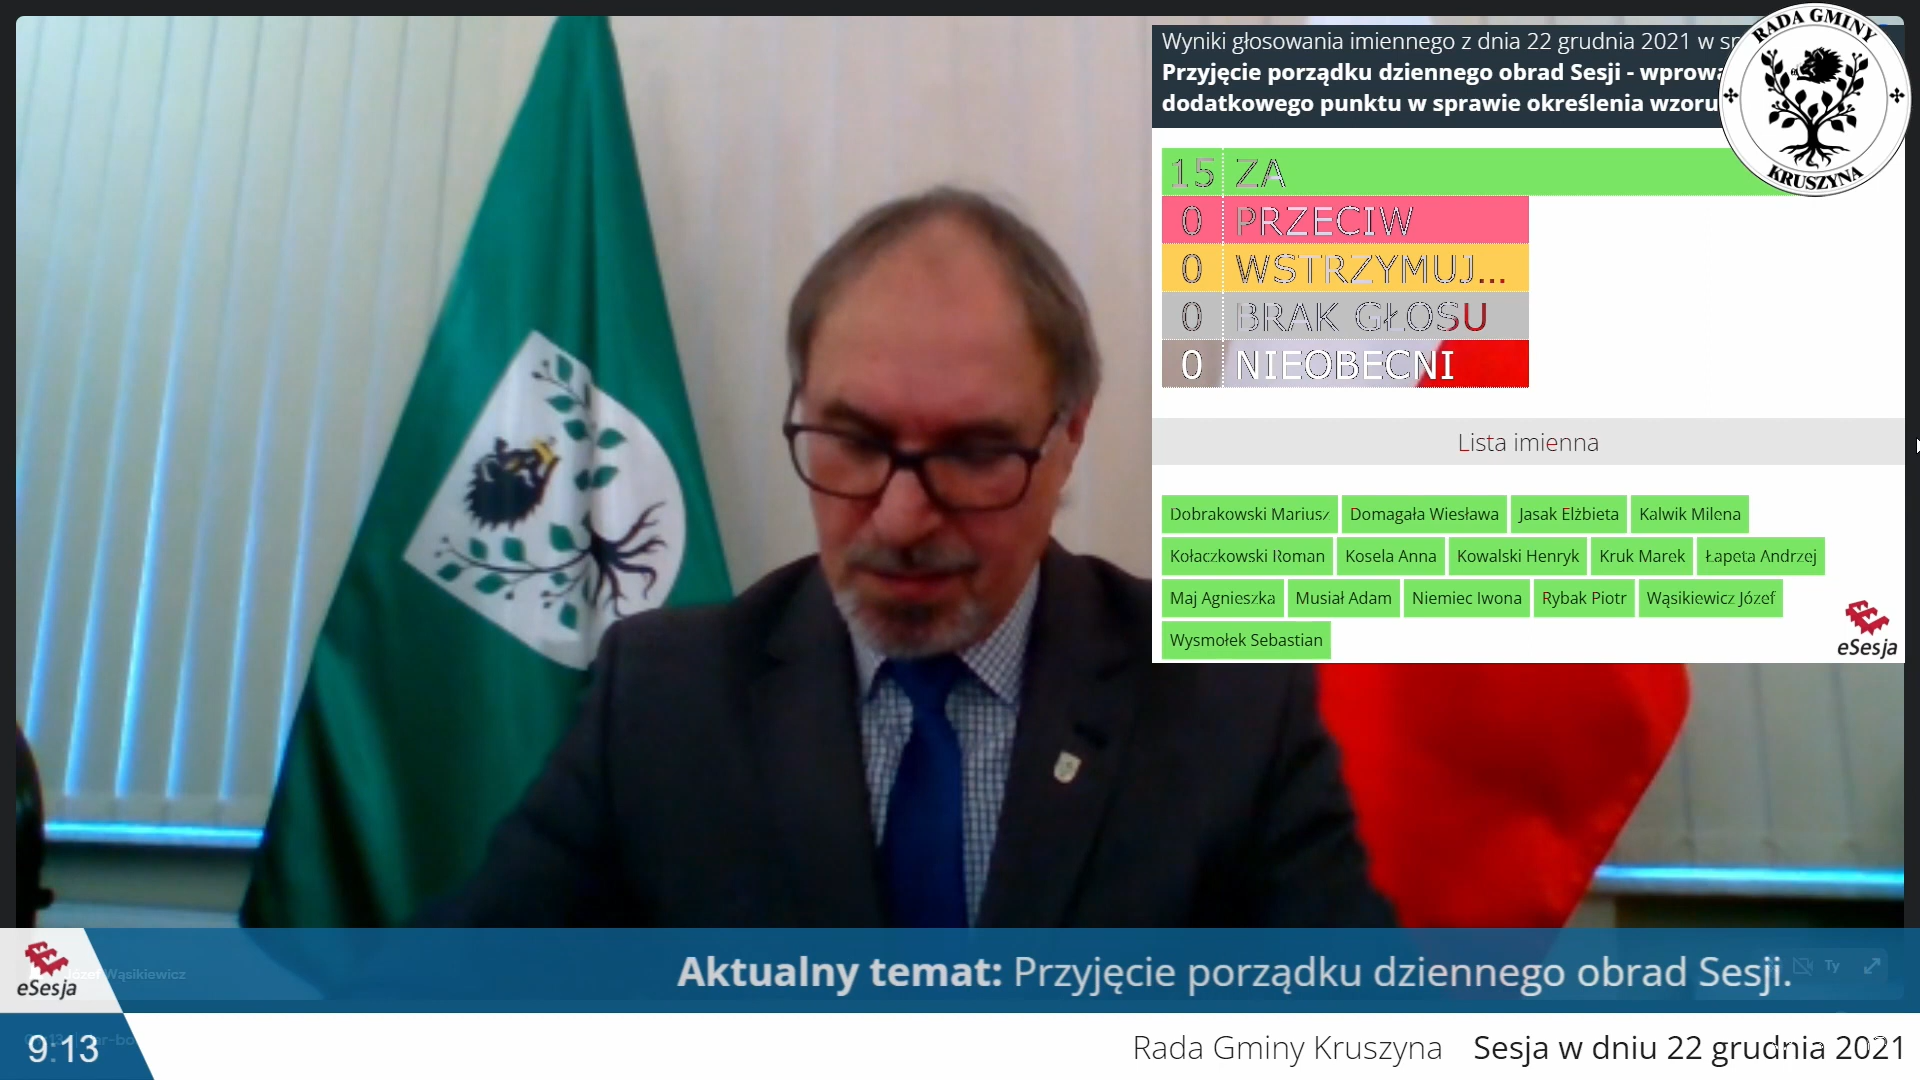 Wyniki głosowania imiennego z dnia 22 grudnia 2021 w
Przyjęcie porządku dziennego obrad Sesji -
dodatkowego punktu w sprawie określenia wzoru
RADA GMINY
KRUSZYNA
15 ZA
0 PRZECIW
0 WSTRZYMUJ...
0 BRAK GŁOSU
0 NIEOBECNI
Lista imienna
Dobrakowski Mariusz Domagała Wiesława Jasak Elżbieta Kalwik Milena
Kołaczkowski Roman Kosela Anna Kowalski Henryk Kruk Marek Łapeta Andrzej
Maj Agnieszka Musiał Adam Niemiec Iwona Rybak Piotr Wąsikiewicz Józef
Wysmołek Sebastian
eSesja
Józef Wąsikiewicz
eSesja
Aktualny temat: Przyjęcie porządku dziennego obrad Sesji.
Ty
9:13
Rada Gminy Kruszyna Sesja w dniu 22 grudnia 2021